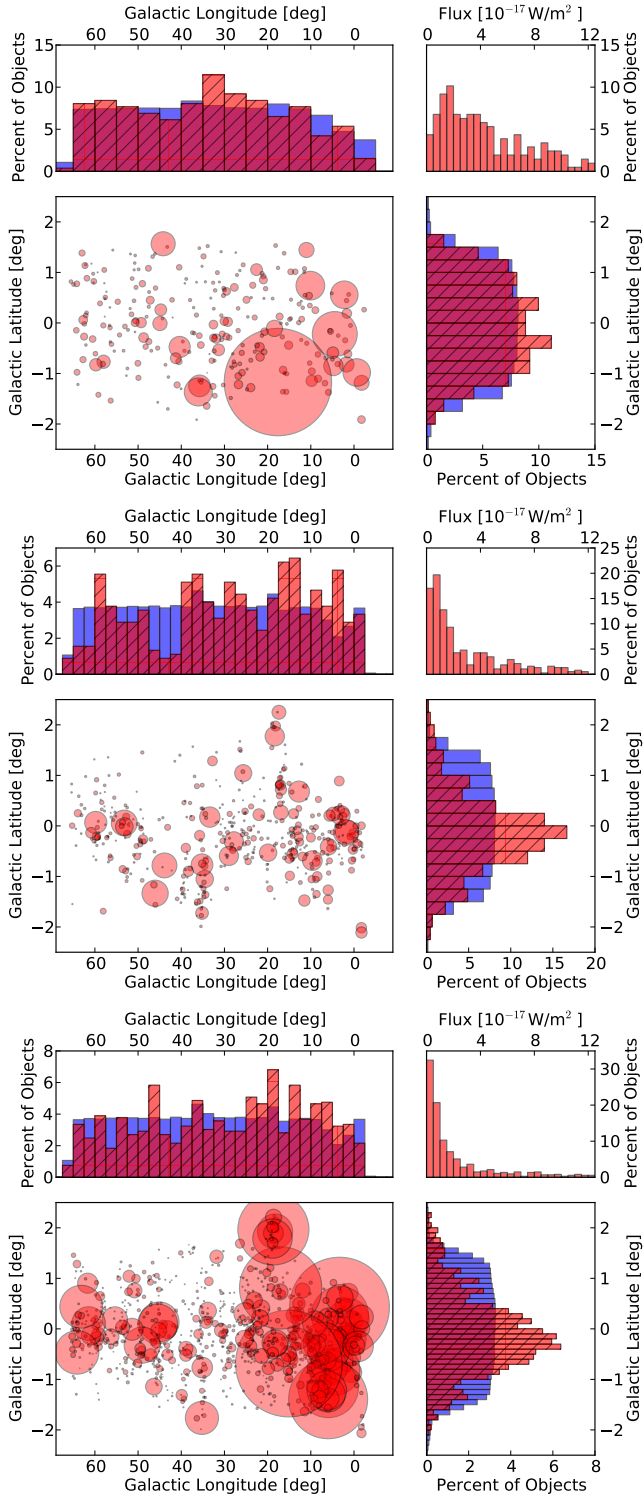 Galactic Longitude [deg]
60 50 40 30 20 10 0
Percent of Objects
15
10
5
0
Flux [10⁻¹⁷W/m² ]
0 4 8 12
15
10
5
0
Percent of Objects
Galactic Latitude [deg]
2
1
0
−1
−2
60 50 40 30 20 10 0
Galactic Longitude [deg]
Galactic Latitude [deg]
2
1
0
−1
−2
0 5 10 15
Percent of Objects
Galactic Longitude [deg]
60 50 40 30 20 10 0
Percent of Objects
6
4
2
0
Flux [10⁻¹⁷W/m² ]
0 4 8 12
25
20
15
10
5
0
Percent of Objects
Galactic Latitude [deg]
2
1
0
−1
−2
60 50 40 30 20 10 0
Galactic Longitude [deg]
Galactic Latitude [deg]
2
1
0
−1
−2
0 5 10 15 20
Percent of Objects
Galactic Longitude [deg]
60 50 40 30 20 10 0
Percent of Objects
8
6
4
2
0
Flux [10⁻¹⁷W/m² ]
0 4 8 12
30
20
10
0
Percent of Objects
Galactic Latitude [deg]
2
1
0
−1
−2
60 50 40 30 20 10 0
Galactic Longitude [deg]
Galactic Latitude [deg]
2
1
0
−1
−2
0 2 4 6 8
Percent of Objects